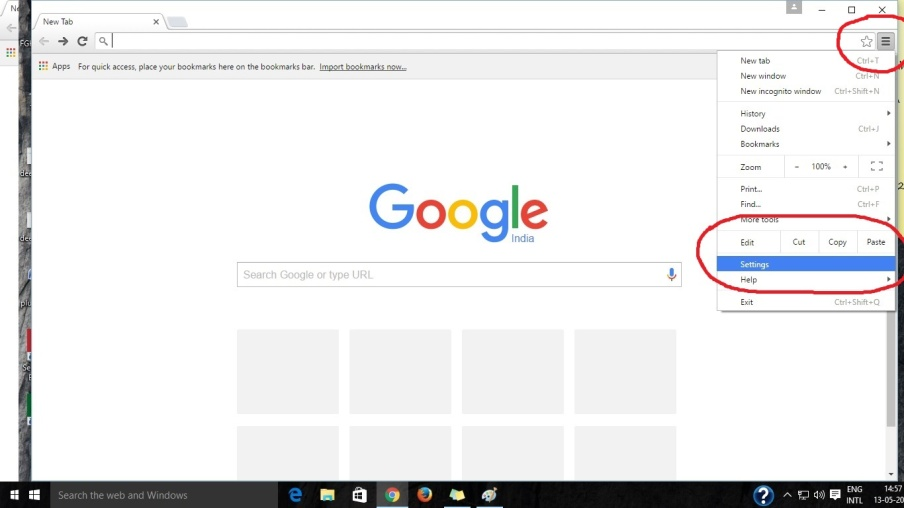 New Tab
Apps For quick access, place your bookmarks here on the bookmarks bar. Import bookmarks now...
Google
India
Search Google or type URL
New tab Ctrl+T
New window Ctrl+N
New incognito window Ctrl+Shift+N
History
Downloads Ctrl+J
Bookmarks
Zoom - 100% +
Print... Ctrl+P
Find... Ctrl+F
More tools
Edit Cut Copy Paste
Settings
Help
Exit Ctrl+Shift+Q
Search the web and Windows
ENG
INTL
14:57
13-05-20